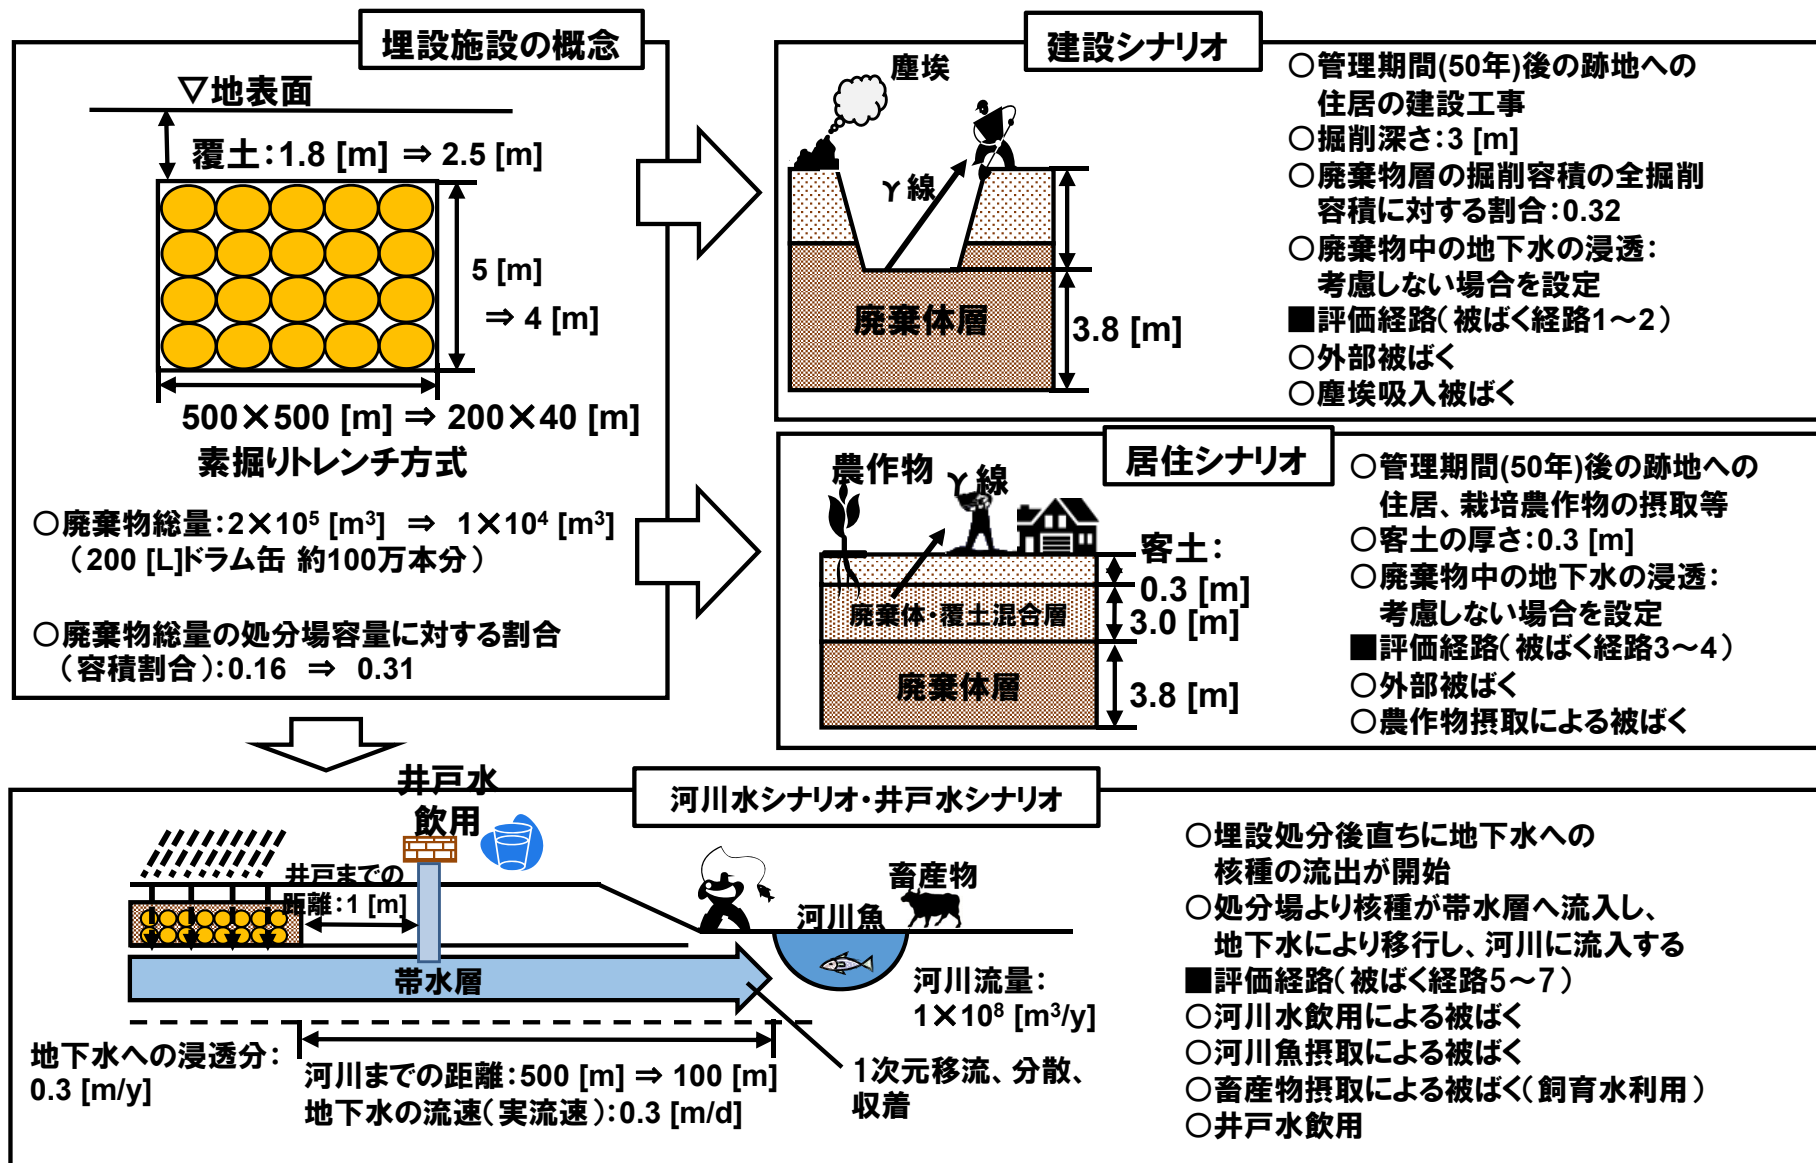 埋設施設の概念
▽地表面
覆土：1.8 [m] ⇒ 2.5 [m]
5 [m]
⇒ 4 [m]
500×500 [m] ⇒ 200×40 [m]
素掘りトレンチ方式
○廃棄物総量：2×10⁵ [m³] ⇒ 1×10⁴ [m³]
（200 [L]ドラム缶 約100万本分）
○廃棄物総量の処分場容量に対する割合
（容積割合）：0.16 ⇒ 0.31
建設シナリオ
塵埃
γ線
廃棄体層
3.8 [m]
○管理期間(50年)後の跡地への
住居の建設工事
○掘削深さ：3 [m]
○廃棄物層の掘削容積の全掘削
容積に対する割合：0.32
○廃棄物中の地下水の浸透：
考慮しない場合を設定
■評価経路（被ばく経路1～2）
○外部被ばく
○塵埃吸入被ばく
居住シナリオ
農作物
γ線
客土：
0.3 [m]
廃棄体・覆土混合層
3.0 [m]
廃棄体層
3.8 [m]
○管理期間(50年)後の跡地への
住居、栽培農作物の摂取等
○客土の厚さ：0.3 [m]
○廃棄物中の地下水の浸透：
考慮しない場合を設定
■評価経路（被ばく経路3～4）
○外部被ばく
○農作物摂取による被ばく
河川水シナリオ・井戸水シナリオ
井戸水
飲用
井戸までの
距離：1 [m]
畜産物
河川魚
帯水層
河川流量：
1×10⁸ [m³/y]
地下水への浸透分：
0.3 [m/y]
河川までの距離：500 [m] ⇒ 100 [m]
地下水の流速（実流速）：0.3 [m/d]
1次元移流、分散、
収着
○埋設処分後直ちに地下水への
核種の流出が開始
○処分場より核種が帯水層へ流入し、
地下水により移行し、河川に流入する
■評価経路（被ばく経路5～7）
○河川水飲用による被ばく
○河川魚摂取による被ばく
○畜産物摂取による被ばく（飼育水利用）
○井戸水飲用